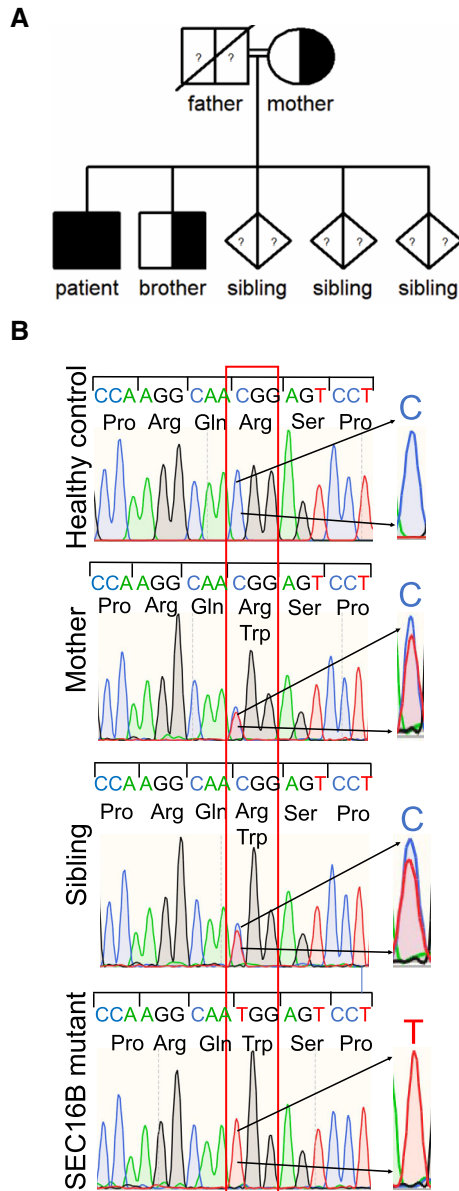 A
? ?
father mother
? ? ? ? ? ?
patient brother sibling sibling sibling
B
Healthy control
CCA AGG CAA CGG AGT CCT
Pro Arg Gln Arg Ser Pro
C
Mother
CCA AGG CAA CGG AGT CCT
Pro Arg Gln Arg Ser Pro
Trp
C
Sibling
CCA AGG CAA CGG AGT CCT
Pro Arg Gln Arg Ser Pro
Trp
C
SEC16B mutant
CCA AGG CAA TGG AGT CCT
Pro Arg Gln Trp Ser Pro
T